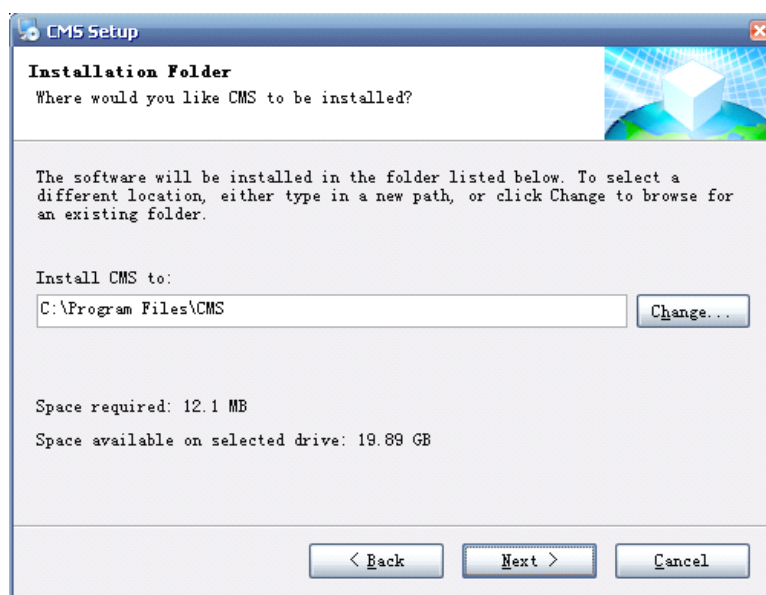 CMS Setup
Installation Folder
Where would you like CMS to be installed?
The software will be installed in the folder listed below. To select a
different location, either type in a new path, or click Change to browse for
an existing folder.
Install CMS to:
C:\Program Files\CMS
Change...
Space required: 12.1 MB
Space available on selected drive: 19.89 GB
< Back
Next >
Cancel